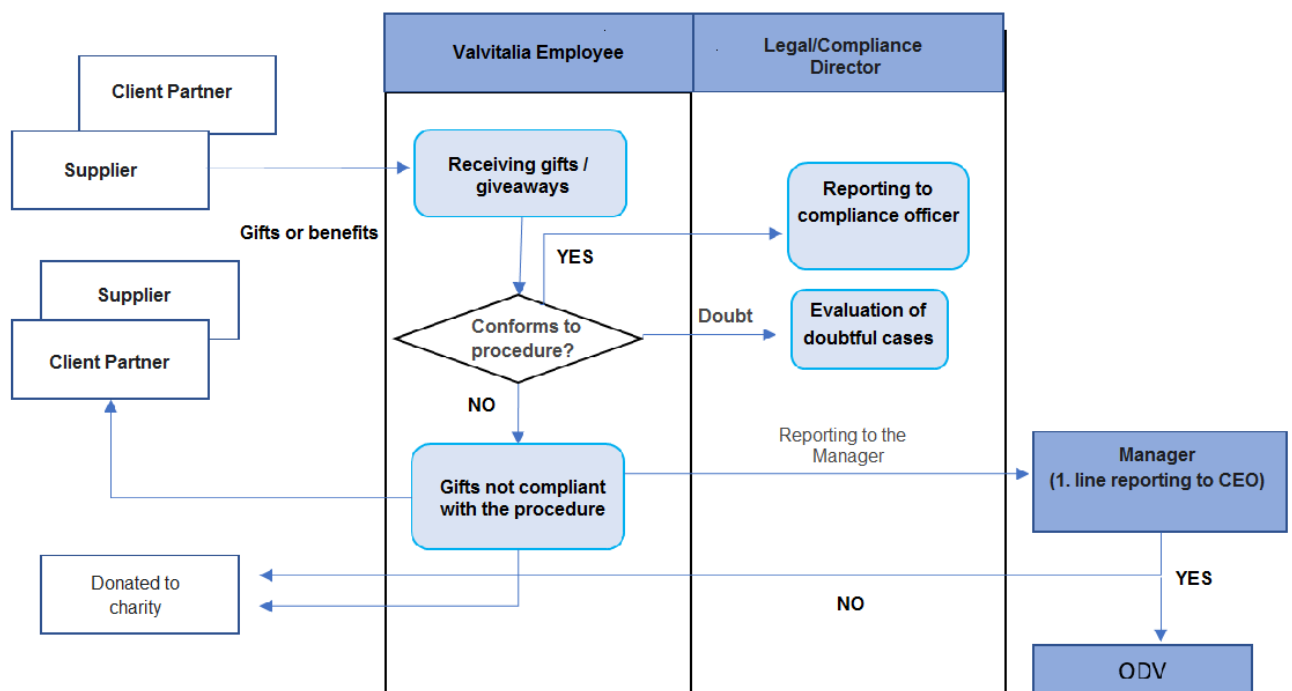 Valvitalia Employee
Legal/Compliance
Director
Client Partner
Supplier
Receiving gifts /
giveaways
Reporting to
compliance officer
Gifts or benefits
YES
Supplier
Client Partner
Conforms to
procedure?
Doubt
Evaluation of
doubtful cases
NO
Reporting to the
Manager
Manager
(1. line reporting to CEO)
Gifts not compliant
with the procedure
Donated to
charity
YES
NO
ODV